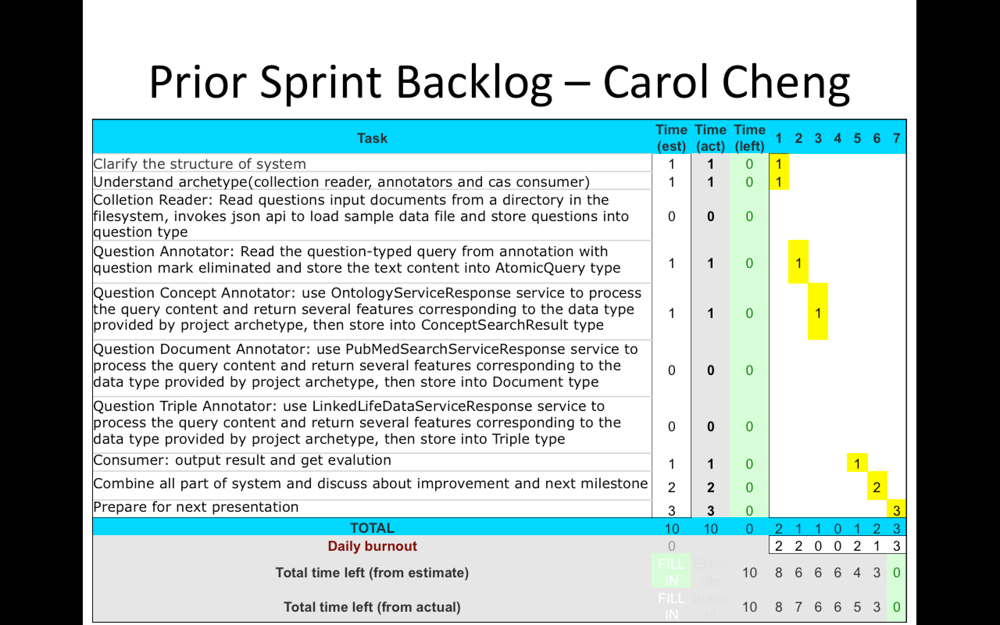 Prior Sprint Backlog – Carol Cheng
Task Time (est) Time (act) Time (left) 1 2 3 4 5 6 7
Clarify the structure of system 1 1 0 1
Understand archetype(collection reader, annotators and cas consumer) 1 1 0 1
Colletion Reader: Read questions input documents from a directory in the
filesystem, invokes json api to load sample data file and store questions into 0 0 0
question type
Question Annotator: Read the question-typed query from annotation with
question mark eliminated and store the text content into AtomicQuery type 1 1 0 1
Question Concept Annotator: use OntologyServiceResponse service to process
the query content and return several features corresponding to the data type 1 1 0 1
provided by project archetype, then store into ConceptSearchResult type
Question Document Annotator: use PubMedSearchServiceResponse service to
process the query content and return several features corresponding to the 0 0 0
data type provided by project archetype, then store into Document type
Question Triple Annotator: use LinkedLifeDataServiceResponse service to
process the query content and return several features corresponding to the 0 0 0
data type provided by project archetype, then store into Triple type
Consumer: output result and get evalution 1 1 0 1
Combine all part of system and discuss about improvement and next milestone 2 2 0 2
Prepare for next presentation 3 3 0 3
TOTAL 10 10 0 2 1 1 0 1 2 3
Daily burnout 0 2 2 0 0 2 1 3
Total time left (from estimate) FILL IN Estimate 10 8 6 6 6 4 3 0
Total time left (from actual) FILL IN Burnout 10 8 7 6 6 5 3 0